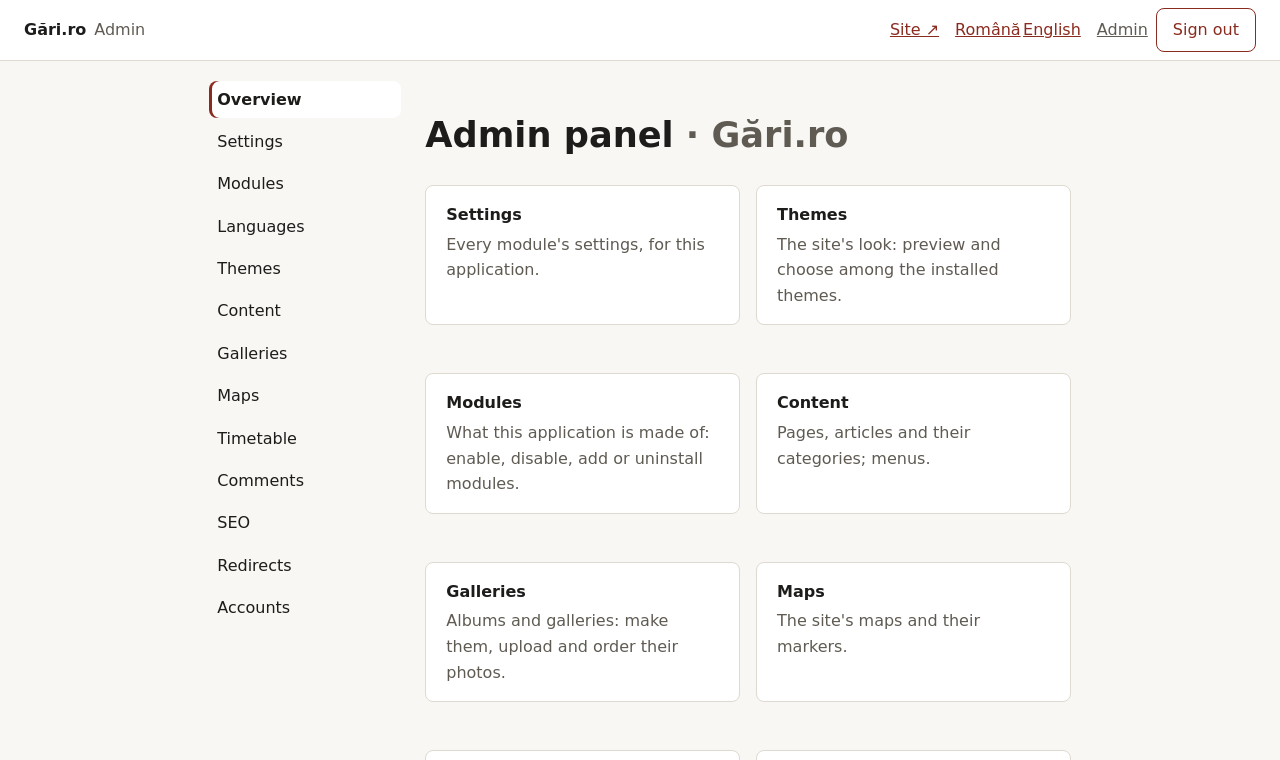 Gări.ro Admin
Site ↗ Română English Admin Sign out
Overview
Settings
Modules
Languages
Themes
Content
Galleries
Maps
Timetable
Comments
SEO
Redirects
Accounts
Admin panel · Gări.ro
Settings
Every module's settings, for this
application.
Themes
The site's look: preview and
choose among the installed
themes.
Modules
What this application is made of:
enable, disable, add or uninstall
modules.
Content
Pages, articles and their
categories; menus.
Galleries
Albums and galleries: make
them, upload and order their
photos.
Maps
The site's maps and their
markers.